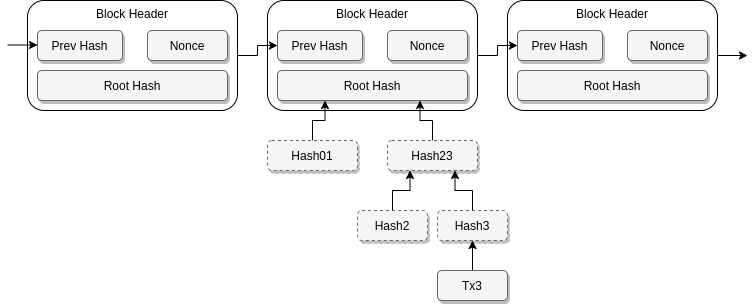 Block Header
Prev Hash
Nonce
Root Hash
Block Header
Prev Hash
Nonce
Root Hash
Block Header
Prev Hash
Nonce
Root Hash
Hash01
Hash23
Hash2
Hash3
Tx3